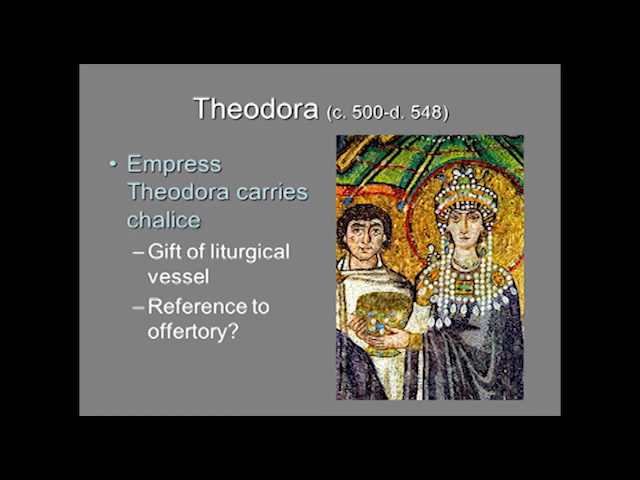 Theodora (c. 500-d. 548)
• Empress
Theodora carries
chalice
– Gift of liturgical
vessel
– Reference to
offertory?